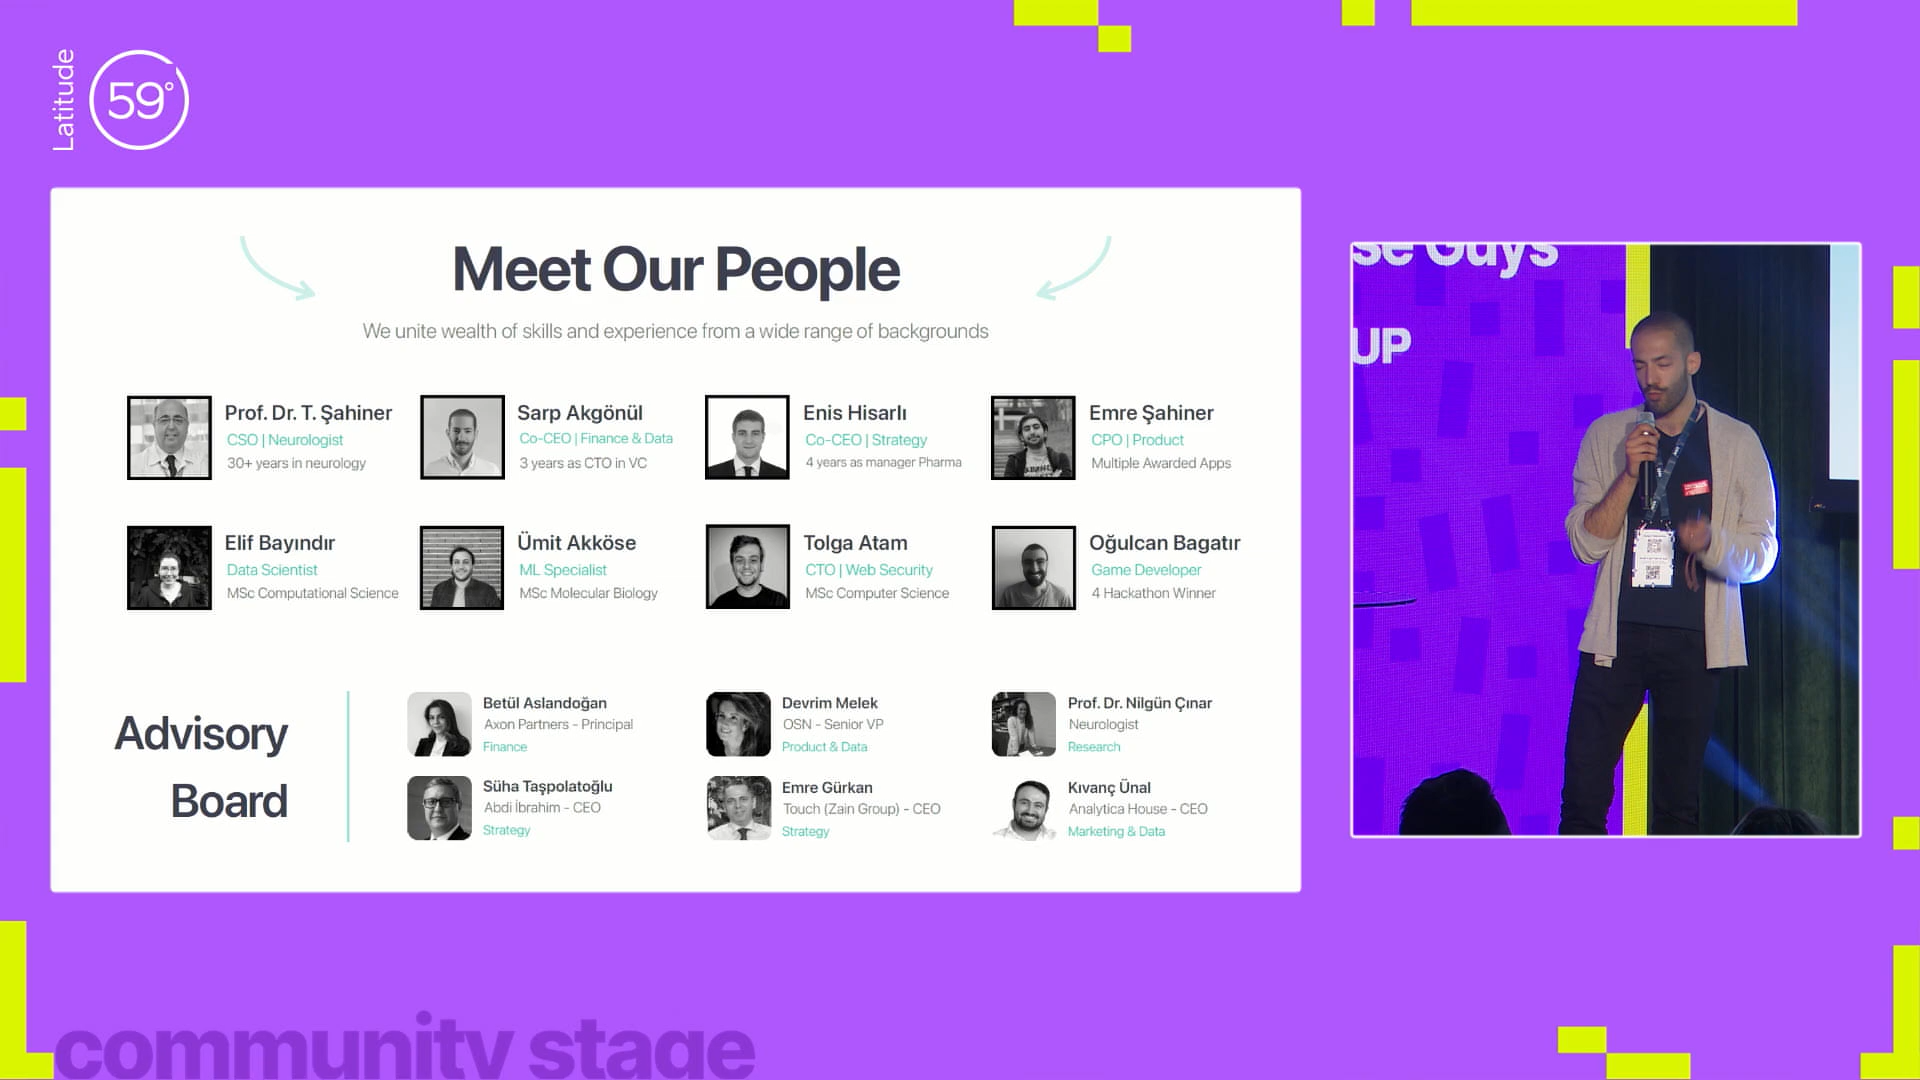 Latitude
59°
Meet Our People
We unite wealth of skills and experience from a wide range of backgrounds
Prof. Dr. T. Şahiner
CSO | Neurologist
30+ years in neurology
Sarp Akgönül
Co-CEO | Finance & Data
3 years as CTO in VC
Enis Hisarlı
Co-CEO | Strategy
4 years as manager Pharma
Emre Şahiner
CPO | Product
Multiple Awarded Apps
Elif Bayındır
Data Scientist
MSc Computational Science
Ümit Akköse
ML Specialist
MSc Molecular Biology
Tolga Atam
CTO | Web Security
MSc Computer Science
Oğulcan Bagatır
Game Developer
4 Hackathon Winner
Advisory
Board
Betül Aslandoğan
Axon Partners - Principal
Finance
Devrim Melek
OSN - Senior VP
Product & Data
Prof. Dr. Nilgün Çınar
Neurologist
Research
Süha Taşpolatoğlu
Abdi İbrahim - CEO
Strategy
Emre Gürkan
Touch (Zain Group) - CEO
Strategy
Kıvanç Ünal
Analytica House - CEO
Marketing & Data
se Guys
UP
community stage